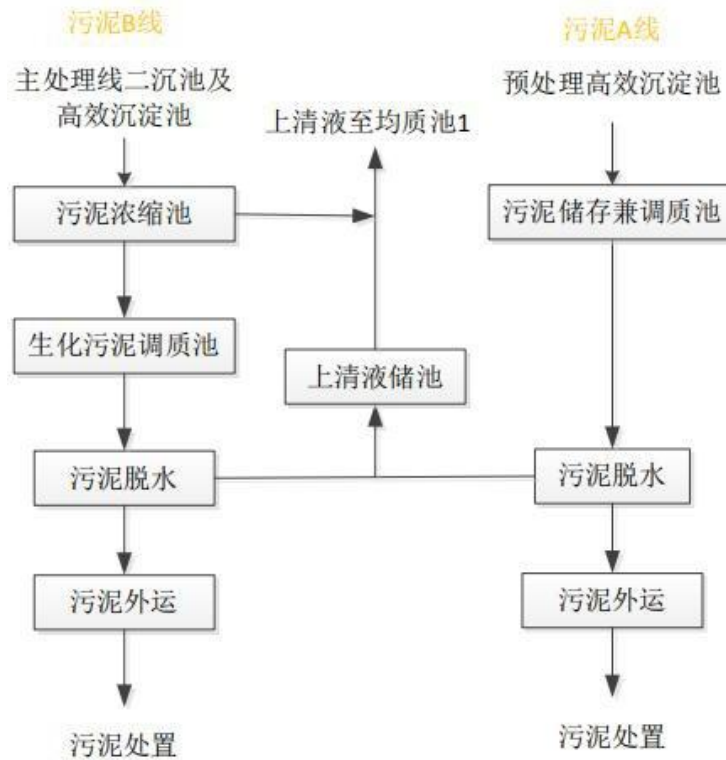 污泥B线
污泥A线
主处理线二沉池及
高效沉淀池
上清液至均质池1
预处理高效沉淀池
污泥浓缩池
污泥储存兼调质池
生化污泥调质池
上清液储池
污泥脱水
污泥脱水
污泥外运
污泥外运
污泥处置
污泥处置